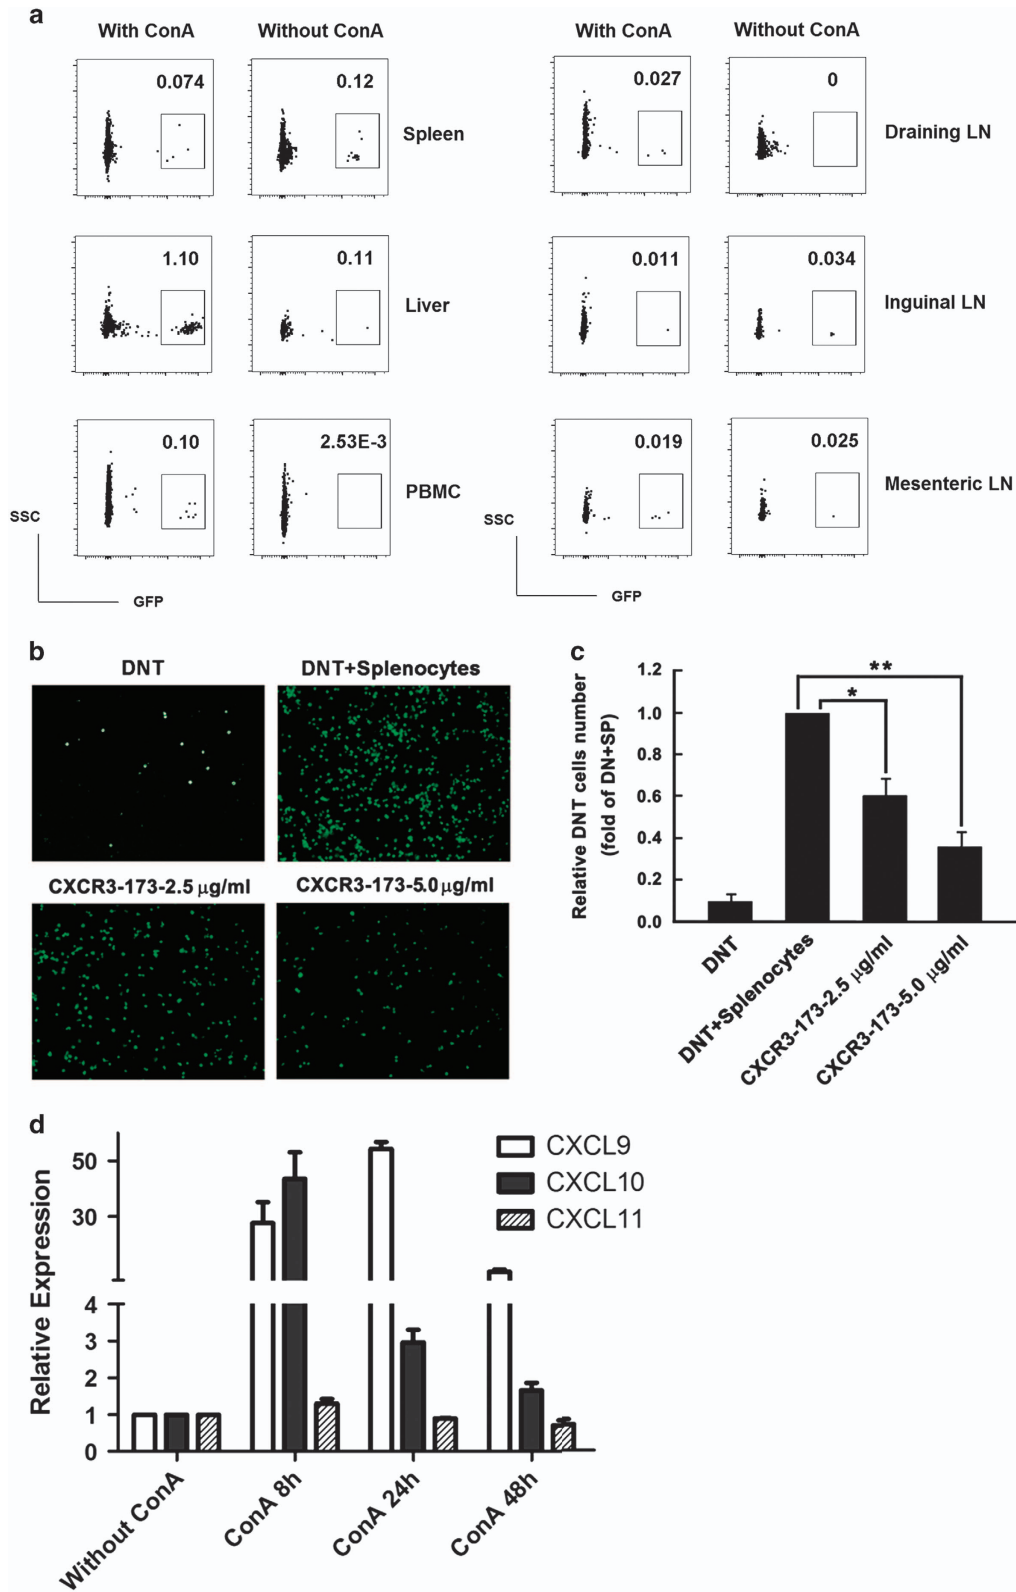 a
With ConA Without ConA With ConA Without ConA
0.074 0.12 Spleen 0.027 0 Draining LN
1.10 0.11 Liver 0.011 0.034 Inguinal LN
0.10 2.53E-3 PBMC 0.019 0.025 Mesenteric LN
SSC SSC
GFP GFP
b
DNT DNT+Splenocytes
CXCR3-173-2.5 µg/ml CXCR3-173-5.0 µg/ml
c
Relative DNT cells number
(fold of DN+SP)
1.2
1.0
0.8
0.6
0.4
0.2
0.0
**
*
DNT
DNT+Splenocytes
CXCR3-173-2.5 µg/ml
CXCR3-173-5.0 µg/ml
d
Relative Expression
50
30
4
3
2
1
0
CXCL9
CXCL10
CXCL11
Without ConA
ConA 8h
ConA 24h
ConA 48h